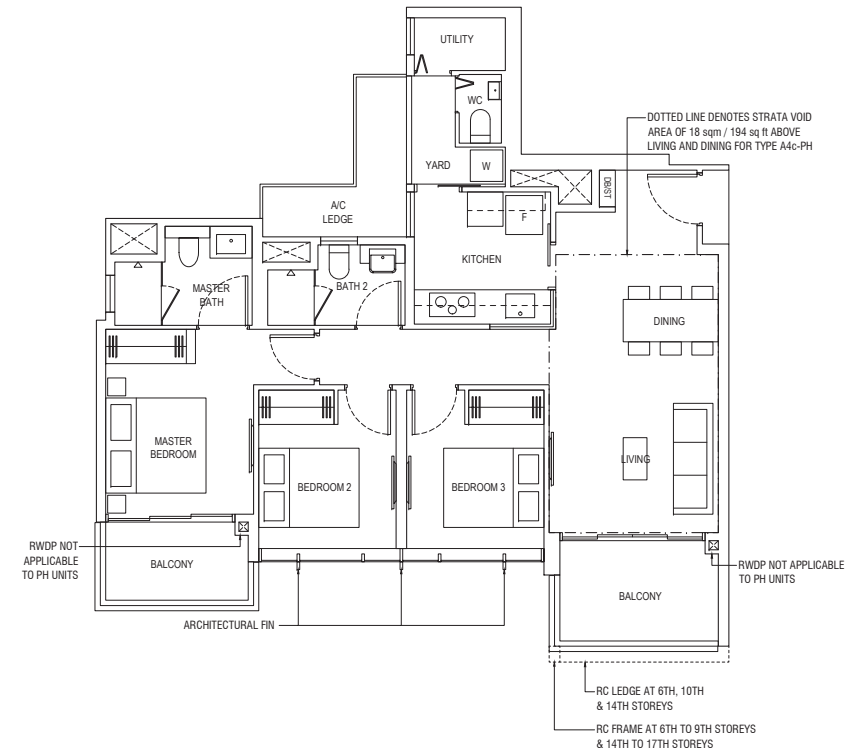 UTILITY
WC
DOTTED LINE DENOTES STRATA VOID
AREA OF 18 sqm / 194 sq ft ABOVE
LIVING AND DINING FOR TYPE A4c-PH
YARD
W
DB/ST
A/C
LEDGE
F
KITCHEN
MASTER
BATH
BATH 2
DINING
MASTER
BEDROOM
LIVING
BEDROOM 2
BEDROOM 3
RWDP NOT
APPLICABLE
TO PH UNITS
BALCONY
RWDP NOT APPLICABLE
TO PH UNITS
BALCONY
ARCHITECTURAL FIN
RC LEDGE AT 6TH, 10TH
& 14TH STOREYS
RC FRAME AT 6TH TO 9TH STOREYS
& 14TH TO 17TH STOREYS